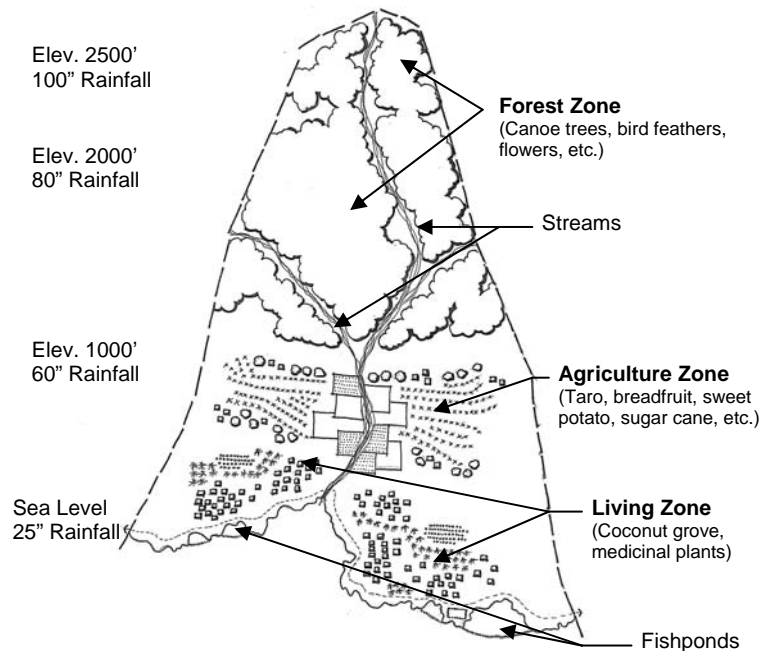 Elev. 2500’
100” Rainfall
Forest Zone
(Canoe trees, bird feathers,
flowers, etc.)
Elev. 2000’
80” Rainfall
Streams
Elev. 1000’
60” Rainfall
Agriculture Zone
(Taro, breadfruit, sweet
potato, sugar cane, etc.)
Sea Level
25” Rainfall
Living Zone
(Coconut grove,
medicinal plants)
Fishponds